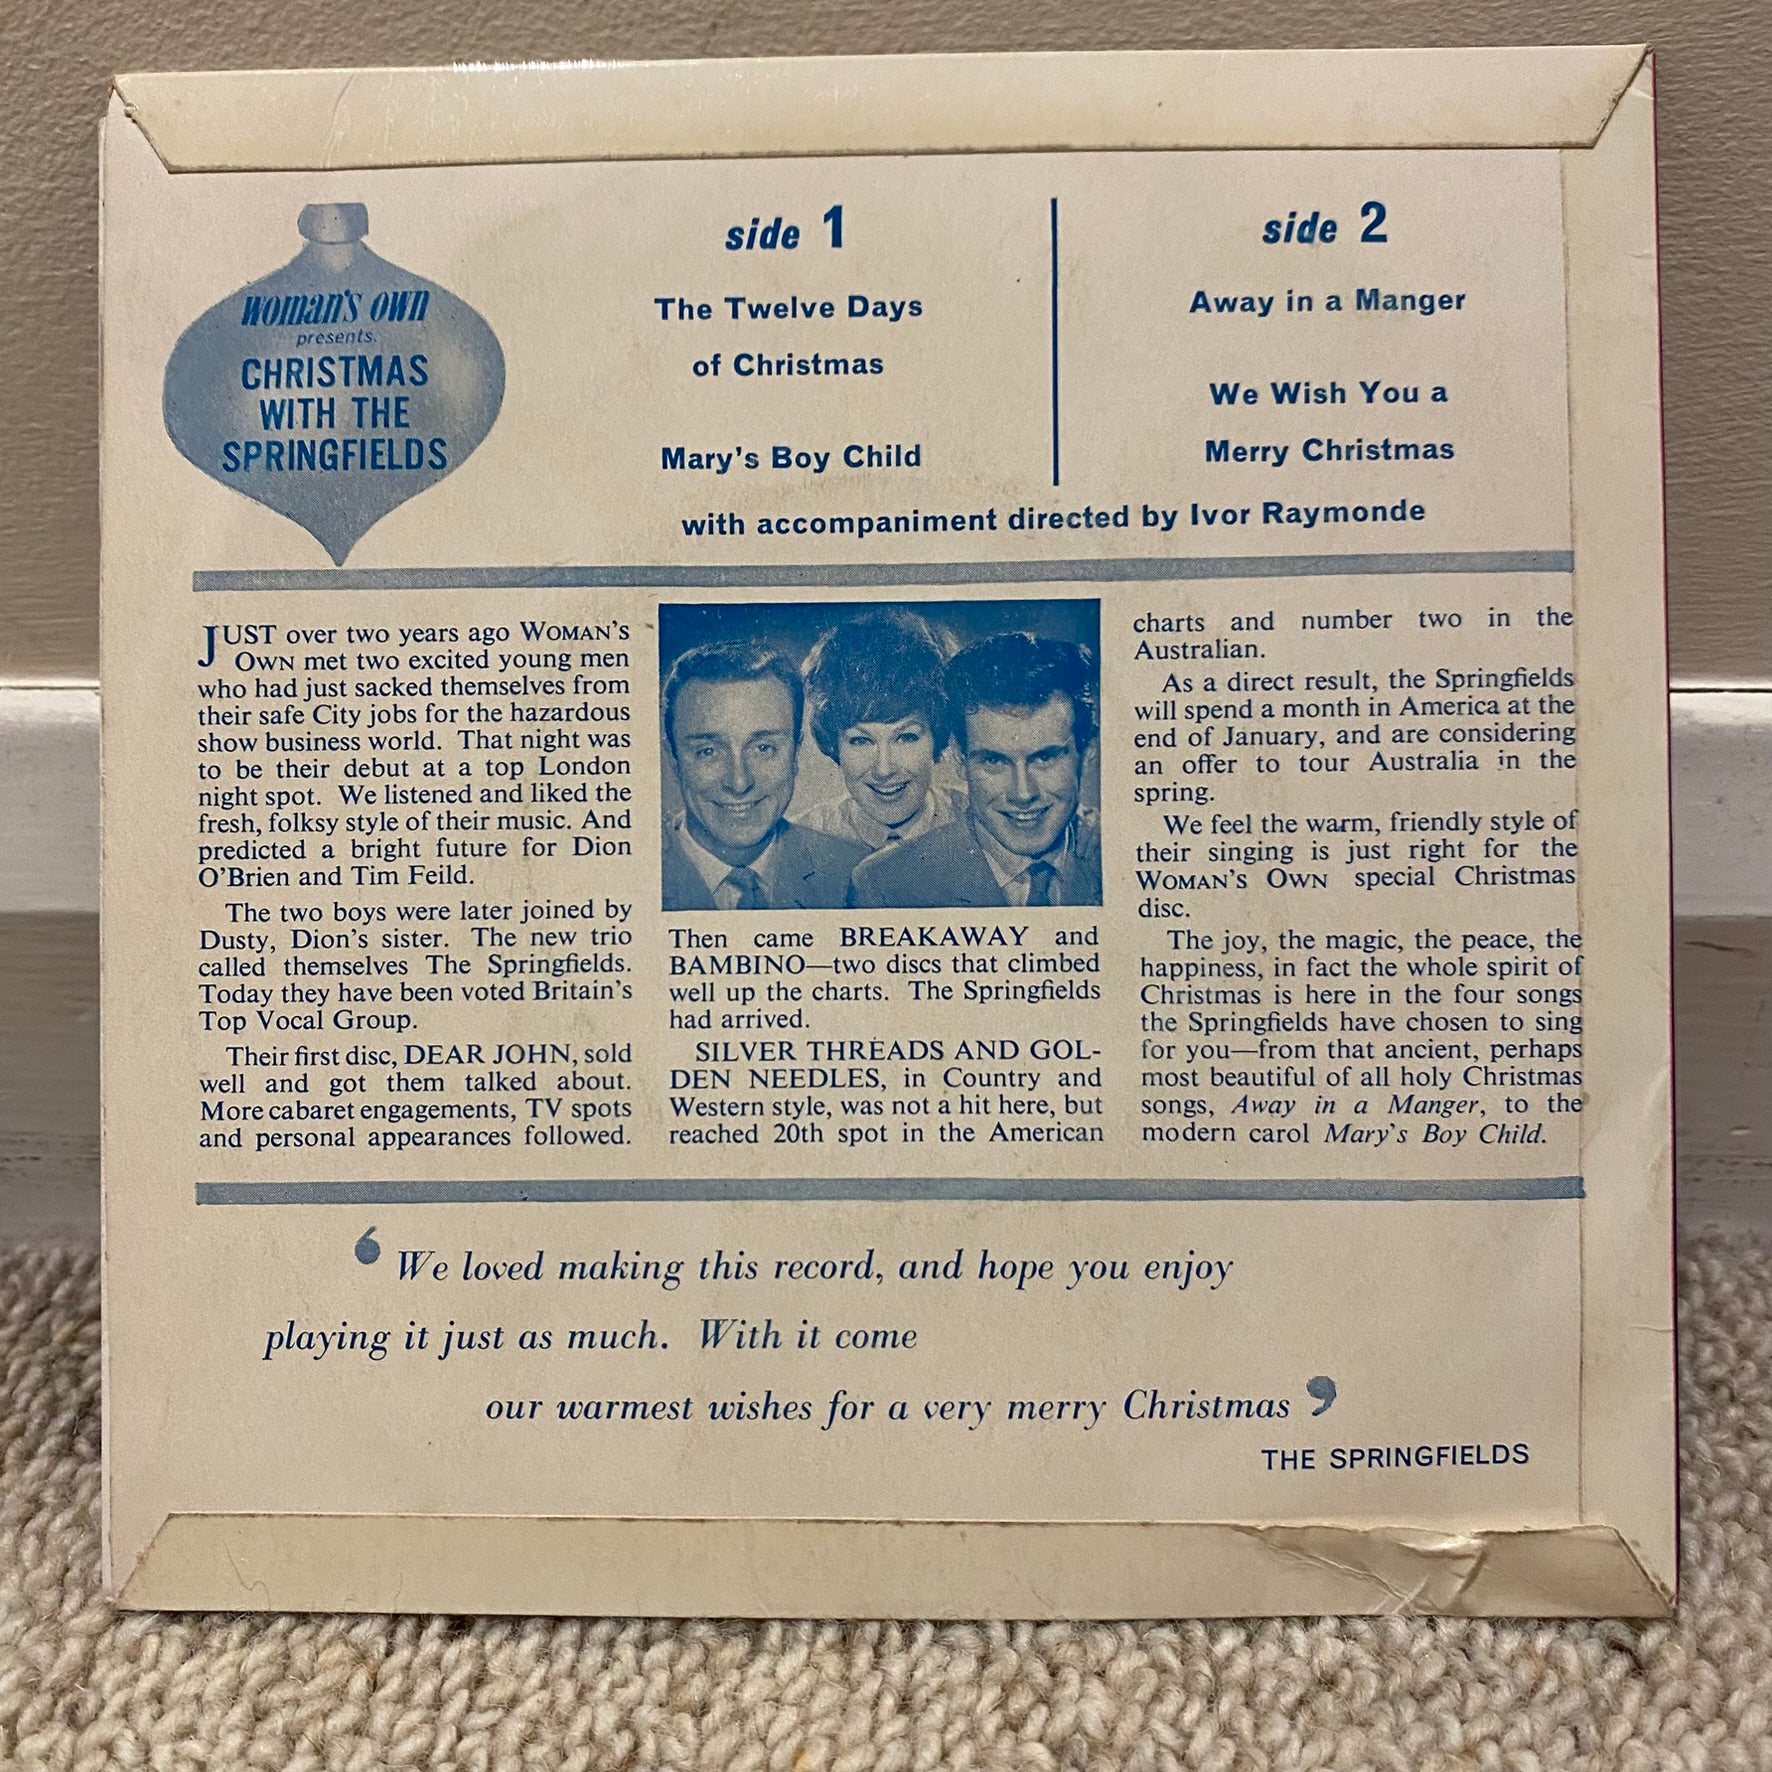 woman's own
presents.
CHRISTMAS
WITH THE
SPRINGFIELDS
side 1
The Twelve Days
of Christmas
Mary's Boy Child
side 2
Away in a Manger
We Wish You a
Merry Christmas
with accompaniment directed by Ivor Raymonde
JUST over two years ago WOMAN'S
OWN met two excited young men
who had just sacked themselves from
their safe City jobs for the hazardous
show business world. That night was
to be their debut at a top London
night spot. We listened and liked the
fresh, folksy style of their music. And
predicted a bright future for Dion
O'Brien and Tim Feild.
The two boys were later joined by
Dusty, Dion's sister. The new trio
called themselves The Springfields.
Today they have been voted Britain's
Top Vocal Group.
Their first disc, DEAR JOHN, sold
well and got them talked about.
More cabaret engagements, TV spots
and personal appearances followed.
Then came BREAKAWAY and
BAMBINO—two discs that climbed
well up the charts. The Springfields
had arrived.
SILVER THREADS AND GOL-
DEN NEEDLES, in Country and
Western style, was not a hit here, but
reached 20th spot in the American
charts and number two in the
Australian.
As a direct result, the Springfields
will spend a month in America at the
end of January, and are considering
an offer to tour Australia in the
spring.
We feel the warm, friendly style of
their singing is just right for the
WOMAN'S OWN special Christmas
disc.
The joy, the magic, the peace, the
happiness, in fact the whole spirit of
Christmas is here in the four songs
the Springfields have chosen to sing
for you—from that ancient, perhaps
most beautiful of all holy Christmas
songs, Away in a Manger, to the
modern carol Mary's Boy Child.
‘We loved making this record, and hope you enjoy
playing it just as much. With it come
our warmest wishes for a very merry Christmas’
THE SPRINGFIELDS